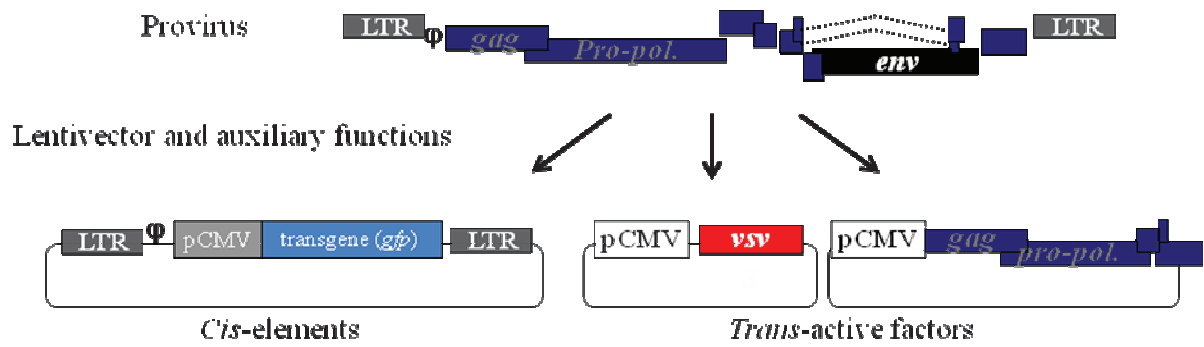 Provirus
LTR
φ
gag
Pro-pol.
env
LTR
Lentivector and auxiliary functions
LTR
φ
pCMV
transgene (gfp)
LTR
pCMV
vsv
pCMV
gag
pro-pol.
Cis-elements
Trans-active factors